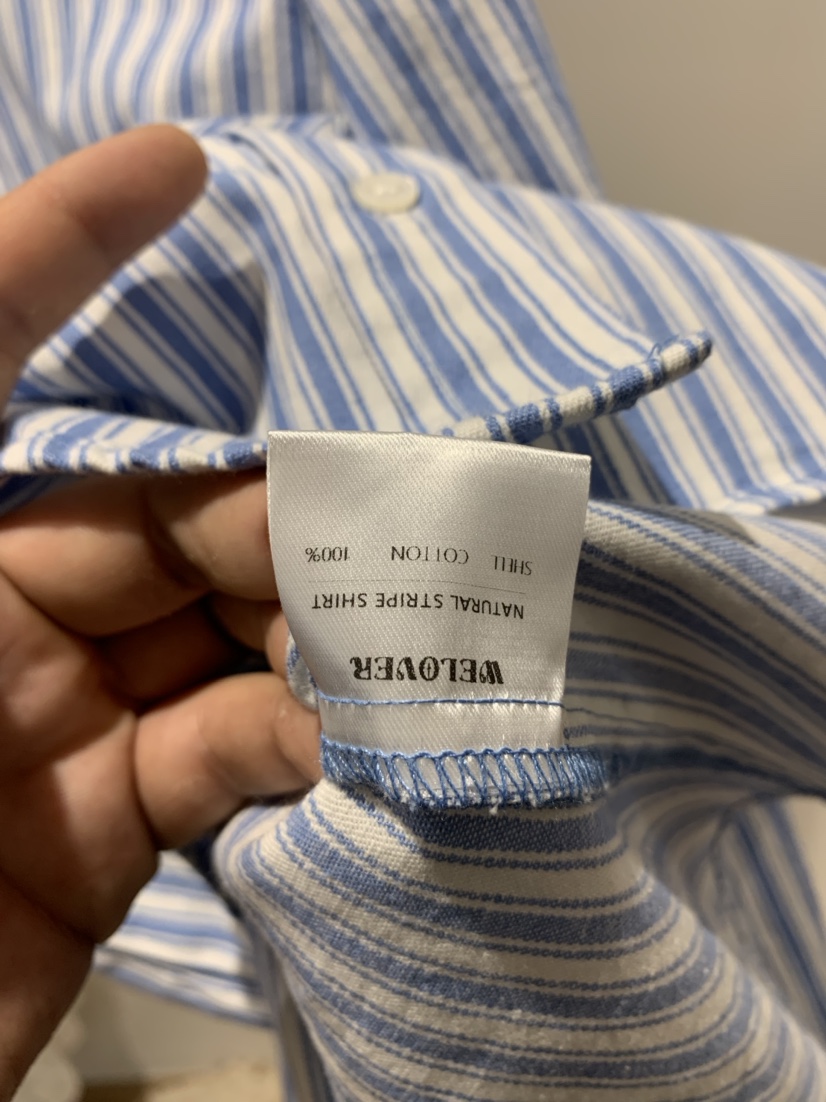 WELOVER
NATURAL STRIPE SHIRT
SHELL COTTON 100%